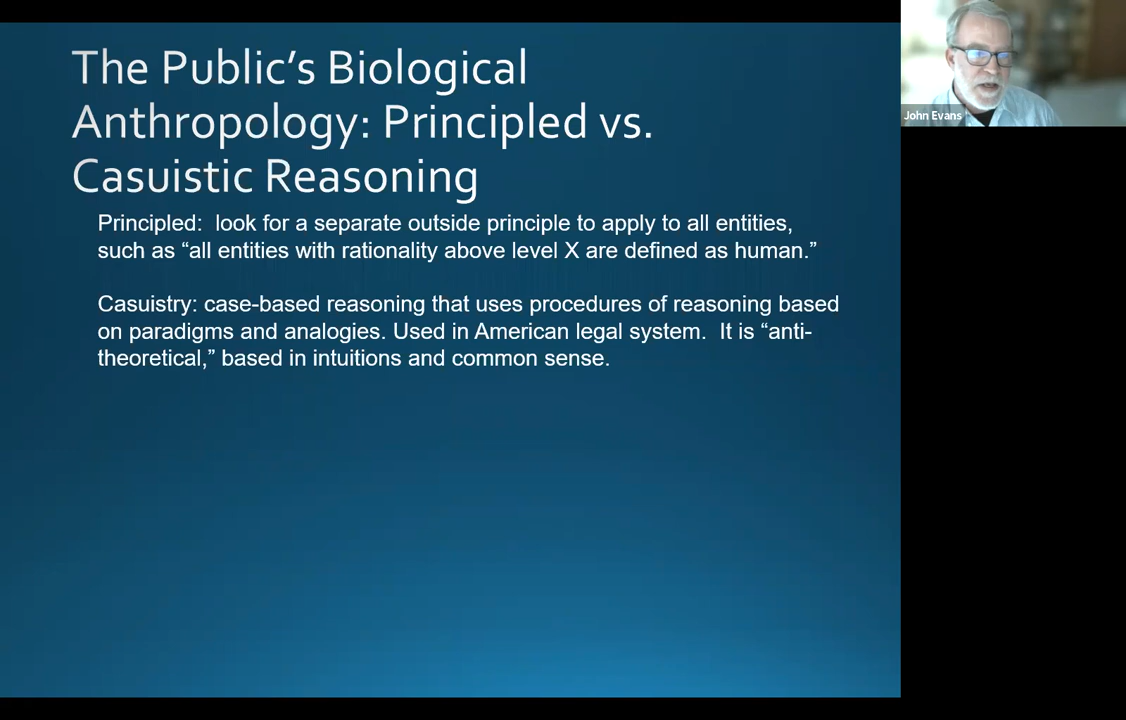 The Public’s Biological
Anthropology: Principled vs.
Casuistic Reasoning
Principled:  look for a separate outside principle to apply to all entities,
such as “all entities with rationality above level X are defined as human.”
Casuistry: case-based reasoning that uses procedures of reasoning based
on paradigms and analogies. Used in American legal system.  It is “anti-
theoretical,” based in intuitions and common sense.
John Evans